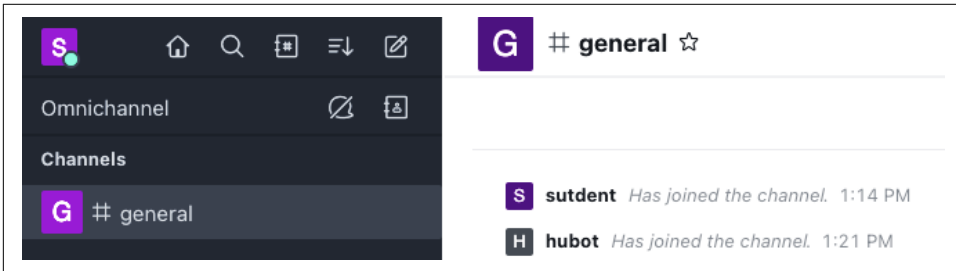 S
Omnichannel
Channels
G # general
G # general
S sutdent Has joined the channel. 1:14 PM
H hubot Has joined the channel. 1:21 PM